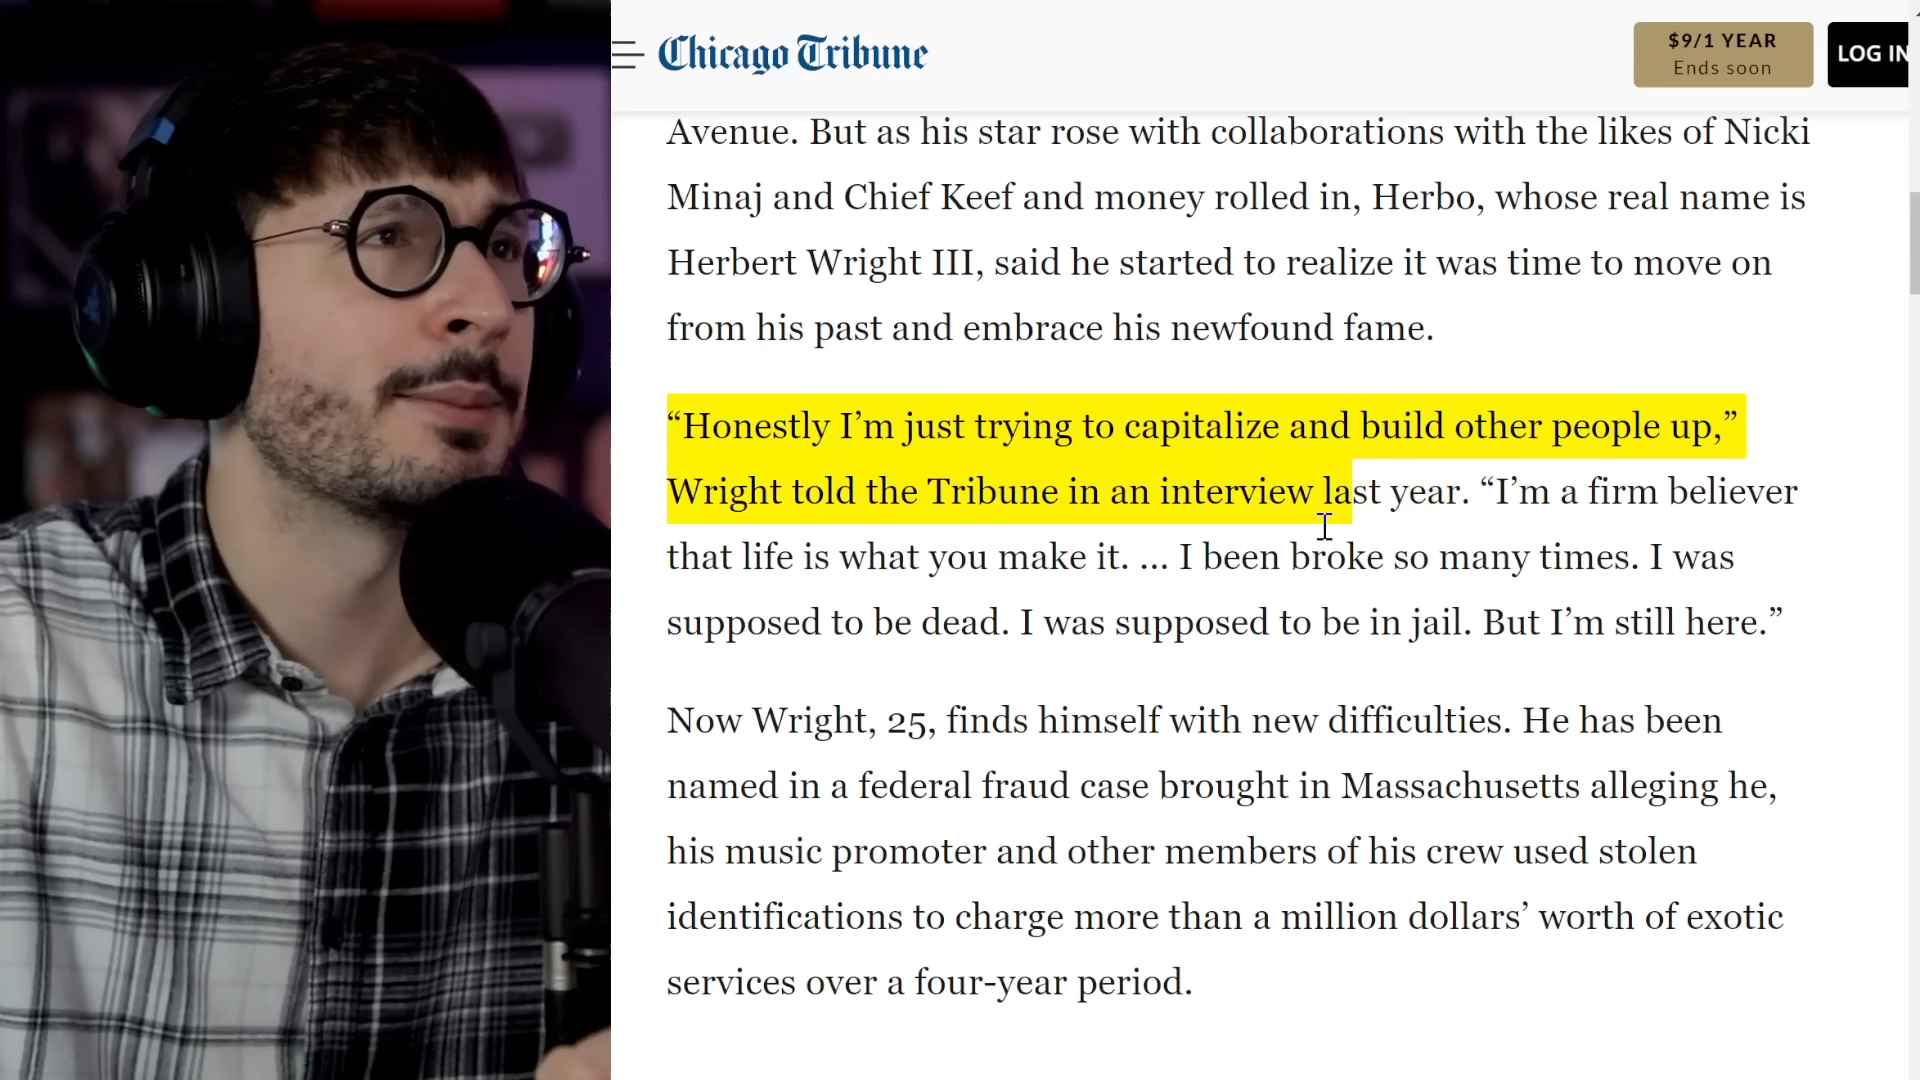 Chicago Tribune
$9/1 YEAR
Ends soon
LOG IN
Avenue. But as his star rose with collaborations with the likes of Nicki
Minaj and Chief Keef and money rolled in, Herbo, whose real name is
Herbert Wright III, said he started to realize it was time to move on
from his past and embrace his newfound fame.
“Honestly I’m just trying to capitalize and build other people up,”
Wright told the Tribune in an interview last year. “I’m a firm believer
that life is what you make it. ... I been broke so many times. I was
supposed to be dead. I was supposed to be in jail. But I’m still here.”
Now Wright, 25, finds himself with new difficulties. He has been
named in a federal fraud case brought in Massachusetts alleging he,
his music promoter and other members of his crew used stolen
identifications to charge more than a million dollars’ worth of exotic
services over a four-year period.